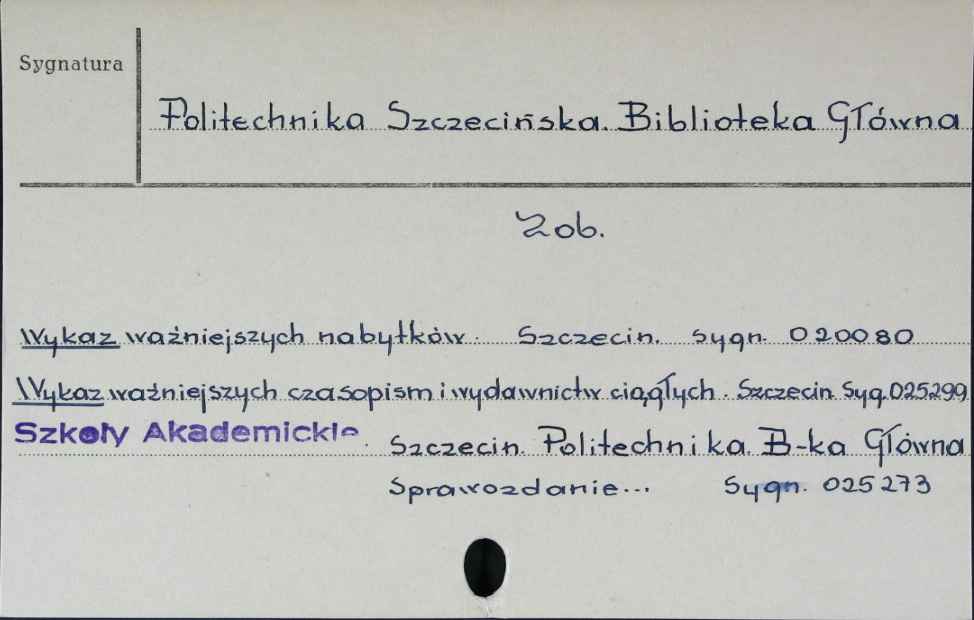 Sygnatura
Politechnika Szczecińska. Biblioteka Główna
Zob.
Wykaz ważniejszych nabytków. Szczecin. sygn. 020080
Wykaz ważniejszych czasopism i wydawnictw ciągłych. Szczecin. Syg. 025299
Szkoły Akademickie. Szczecin. Politechnika. B-ka Główna
Sprawozdanie... Sygn. 025273